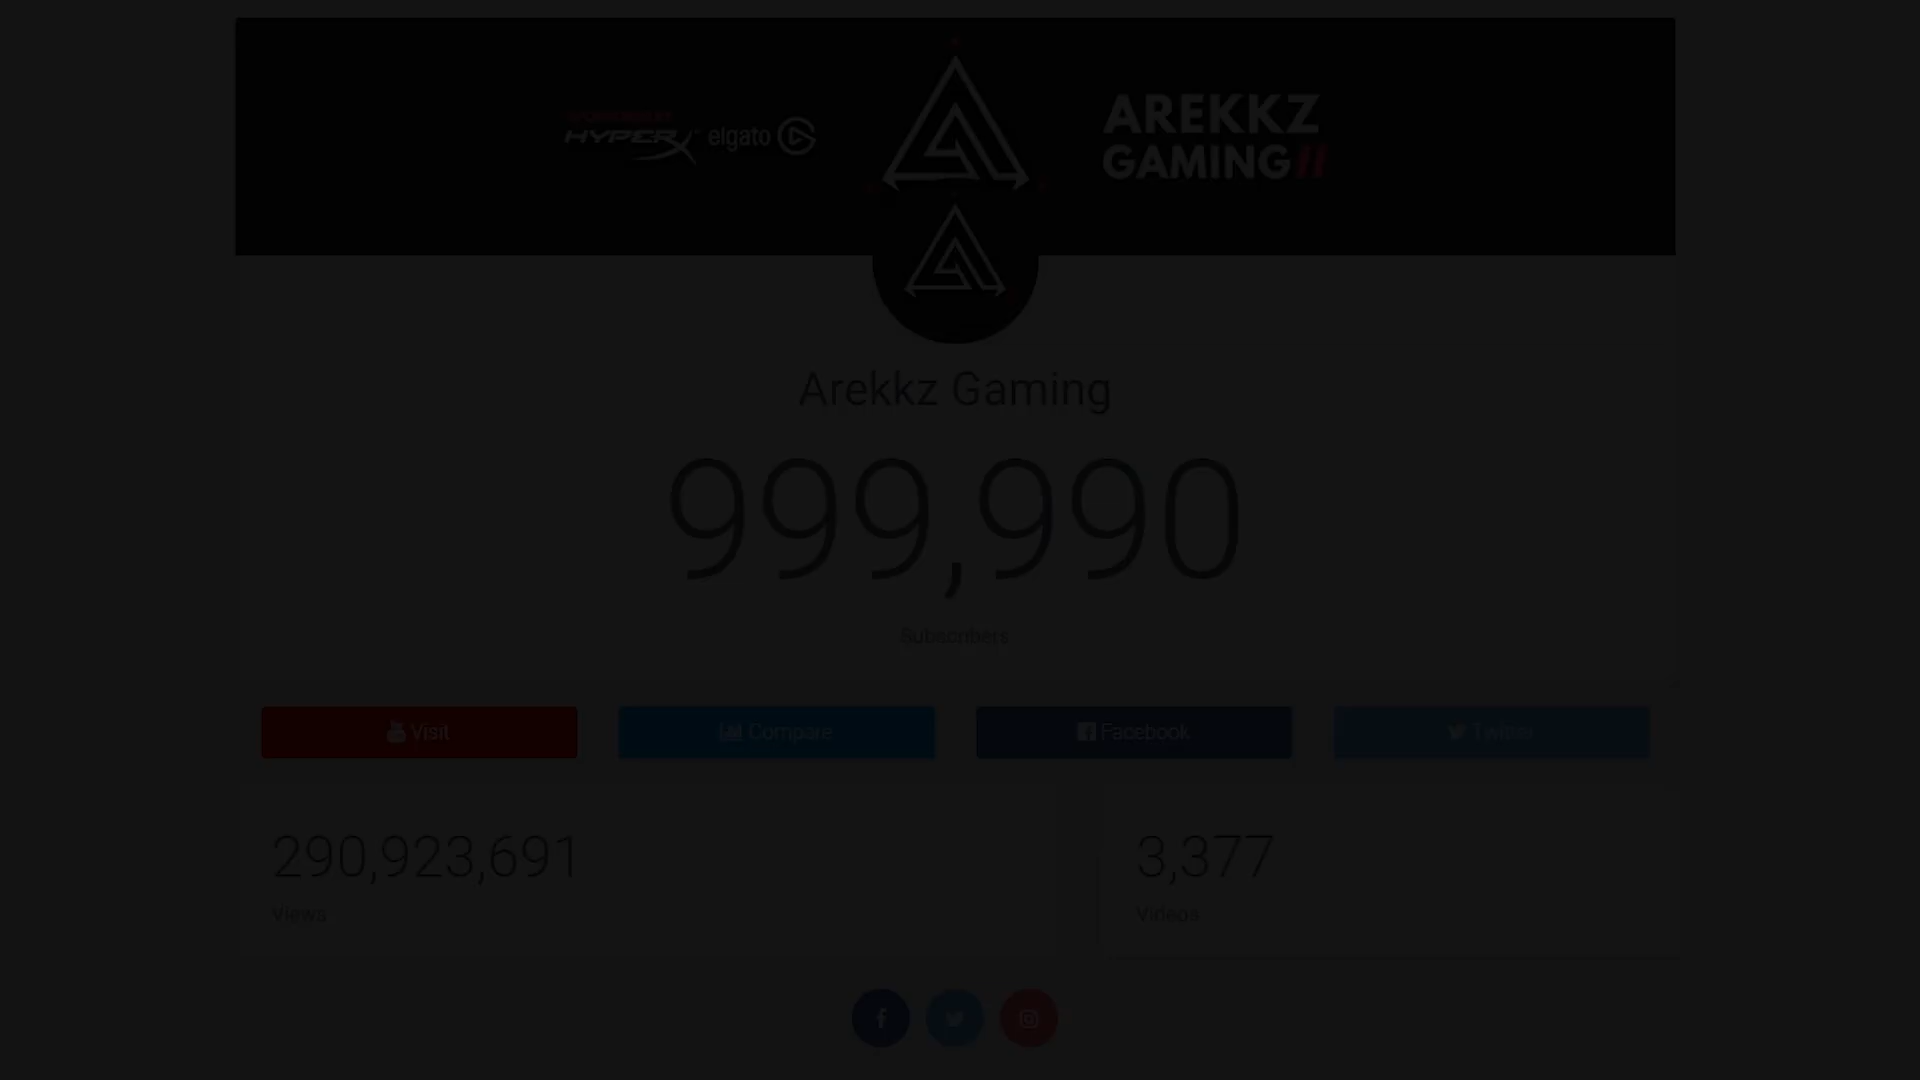 HYPERX elgato
AREKKZ
GAMING//
Arekkz Gaming
999,990
Subscribers
Visit Compare Facebook Twitter
290,923,691
Views
3,377
Videos